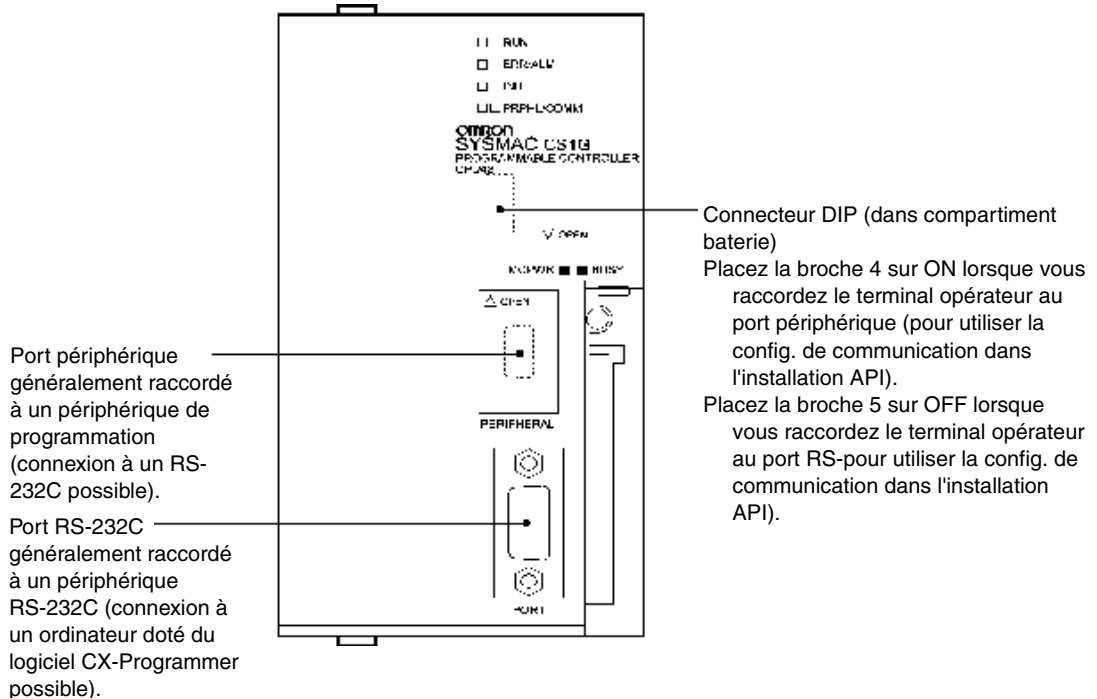 RUN
ERR/ALM
INI
PRPHL/COMM
OMRON
SYSMAC CS1G
PROGRAMMABLE CONTROLLER
CPU42
OPEN
MCPWR BUSY
OPEN
PERIPHERAL
PORT
Port périphérique
généralement raccordé
à un périphérique de
programmation
(connexion à un RS-
232C possible).
Port RS-232C
généralement raccordé
à un périphérique
RS-232C (connexion à
un ordinateur doté du
logiciel CX-Programmer
possible).
Connecteur DIP (dans compartiment
baterie)
Placez la broche 4 sur ON lorsque vous
raccordez le terminal opérateur au
port périphérique (pour utiliser la
config. de communication dans
l'installation API).
Placez la broche 5 sur OFF lorsque
vous raccordez le terminal opérateur
au port RS-pour utiliser la config. de
communication dans l'installation
API).